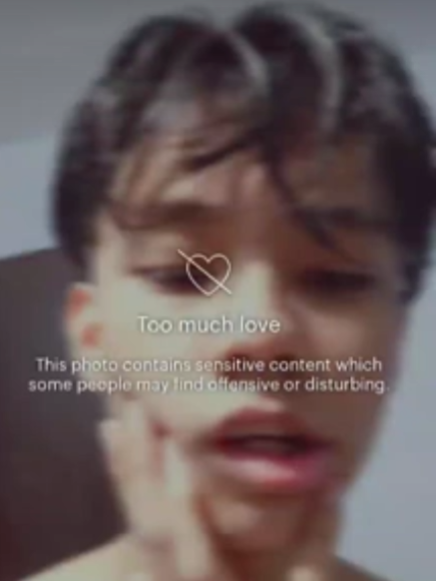 Too much love
This photo contains sensitive content which
some people may find offensive or disturbing.